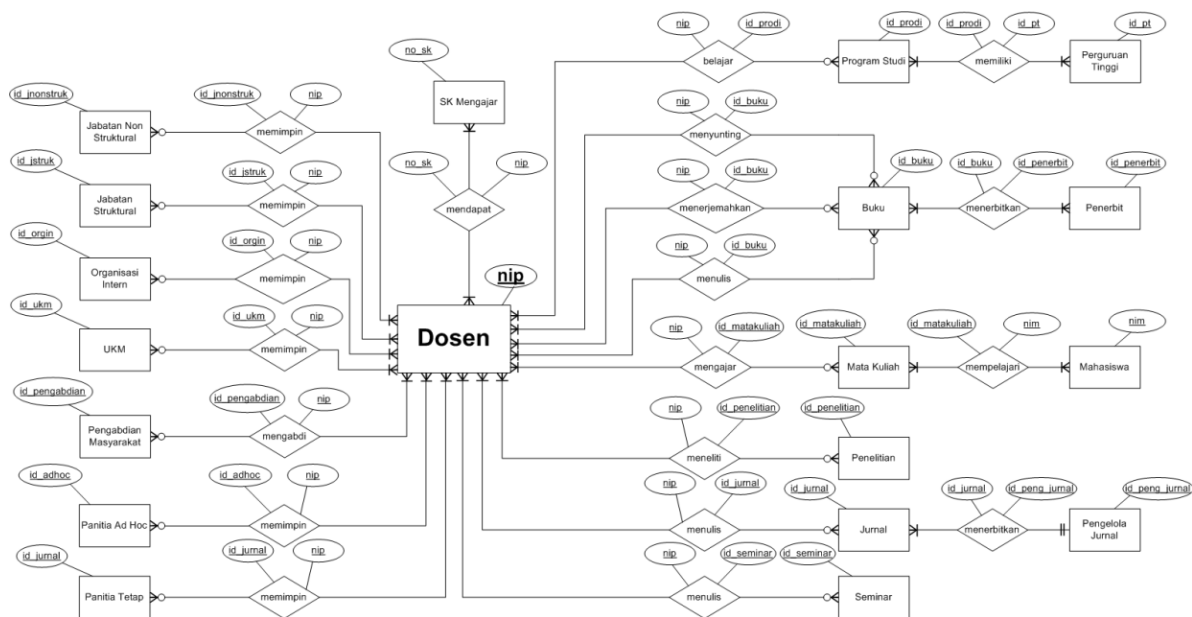 nip
id_prodi
id_prodi
id_prodi
id_pt
id_pt
no_sk
belajar
Program Studi
memiliki
Perguruan
Tinggi
SK Mengajar
id_jnonstruk
id_jnonstruk
nip
Jabatan Non
Struktural
memimpin
nip
id_buku
menyunting
no_sk
nip
mendapat
id_jstruk
id_jstruk
nip
Jabatan
Struktural
memimpin
nip
id_buku
menerjemahkan
id_buku
Buku
id_buku
id_penerbit
menerbitkan
id_penerbit
Penerbit
id_orgin
id_orgin
nip
Organisasi
Intern
memimpin
nip
id_buku
menulis
nip
Dosen
id_ukm
id_ukm
nip
UKM
memimpin
nip
id_matakuliah
mengajar
id_matakuliah
Mata Kuliah
id_matakuliah
nim
mempelajari
nim
Mahasiswa
id_pengabdian
id_pengabdian
nip
Pengabdian
Masyarakat
mengabdi
nip
id_penelitian
meneliti
id_penelitian
Penelitian
id_adhoc
id_adhoc
nip
Panitia Ad Hoc
memimpin
nip
id_jurnal
menulis
id_jurnal
Jurnal
id_jurnal
id_peng_jurnal
menerbitkan
id_peng_jurnal
Pengelola
Jurnal
id_jurnal
id_jurnal
nip
Panitia Tetap
memimpin
nip
id_seminar
menulis
id_seminar
Seminar